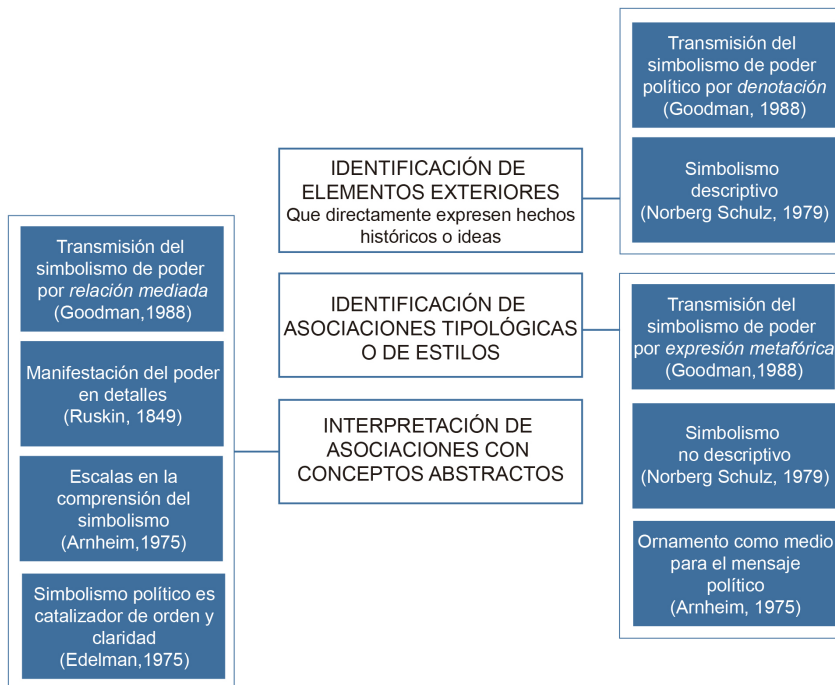 Transmisión del
simbolismo de poder
político por denotación
(Goodman, 1988)
Simbolismo
descriptivo
(Norberg Schulz, 1979)
IDENTIFICACIÓN DE
ELEMENTOS EXTERIORES
Que directamente expresen hechos
históricos o ideas
IDENTIFICACIÓN DE
ASOCIACIONES TIPOLÓGICAS
O DE ESTILOS
INTERPRETACIÓN DE
ASOCIACIONES CON
CONCEPTOS ABSTRACTOS
Transmisión del
simbolismo de poder
por relación mediada
(Goodman,1988)
Manifestación del poder
en detalles
(Ruskin, 1849)
Escalas en la
comprensión del
simbolismo
(Arnheim, 1975)
Simbolismo político es
catalizador de orden y
claridad
(Edelman,1975)
Transmisión del
simbolismo de poder
por expresión metafórica
(Goodman, 1988)
Simbolismo
no descriptivo
(Norberg Schulz, 1979)
Ornamento como medio
para el mensaje
político
(Arnheim, 1975)